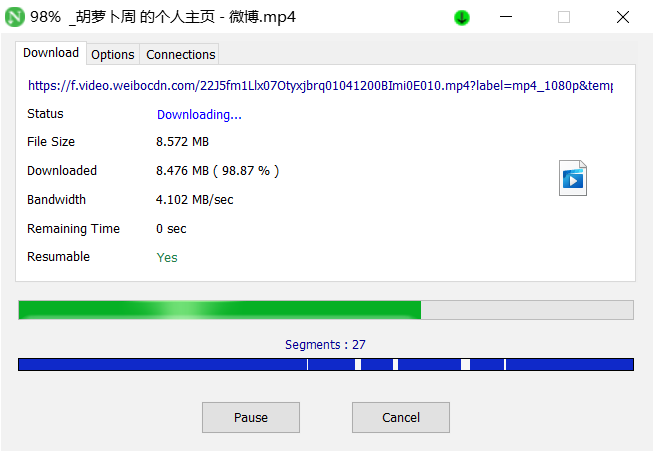 98% _胡萝卜周 的个人主页 - 微博.mp4
Download Options Connections
https://f.video.weibocdn.com/22J5fm1Llx07Otyxjbrq01041200BImi0E010.mp4?label=mp4_1080p&temp
Status Downloading...
File Size 8.572 MB
Downloaded 8.476 MB ( 98.87 % )
Bandwidth 4.102 MB/sec
Remaining Time 0 sec
Resumable Yes
Segments : 27
Pause Cancel